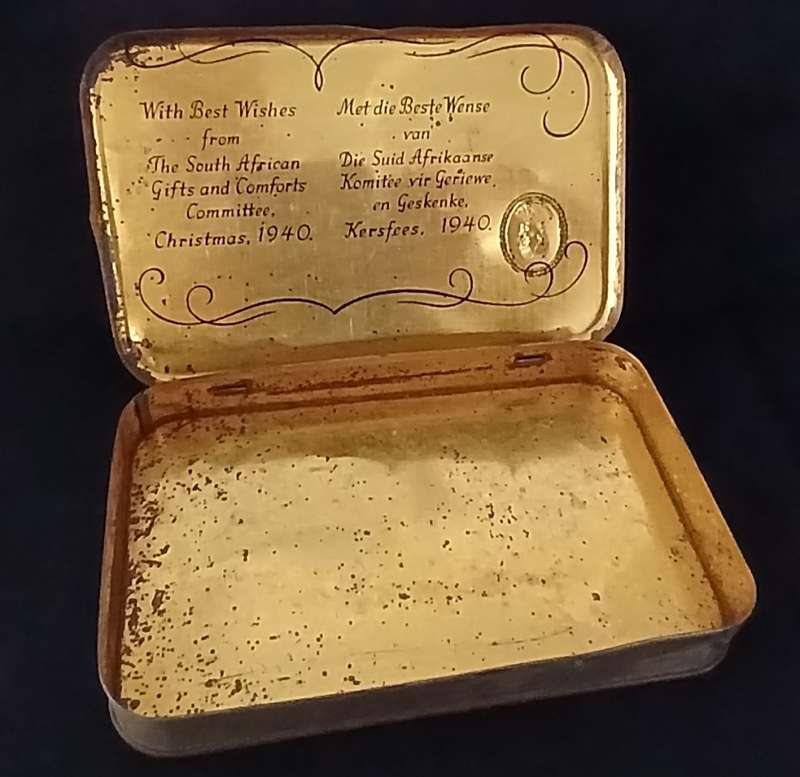 With Best Wishes
from
The South African
Gifts and Comforts
Committee,
Christmas, 1940.
Met die Beste Wense
van
Die Suid Afrikaanse
Komitee vir Geriewe
en Geskenke,
Kersfees, 1940.